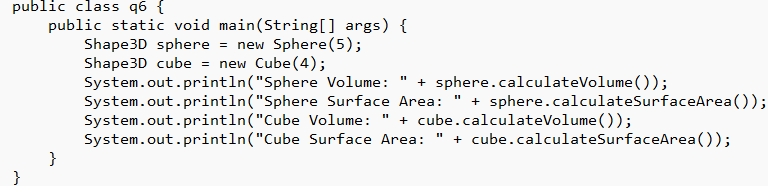 public class q6 {
    public static void main(String[] args) {
        Shape3D sphere = new Sphere(5);
        Shape3D cube = new Cube(4);
        System.out.println("Sphere Volume: " + sphere.calculateVolume());
        System.out.println("Sphere Surface Area: " + sphere.calculateSurfaceArea());
        System.out.println("Cube Volume: " + cube.calculateVolume());
        System.out.println("Cube Surface Area: " + cube.calculateSurfaceArea());
    }
}